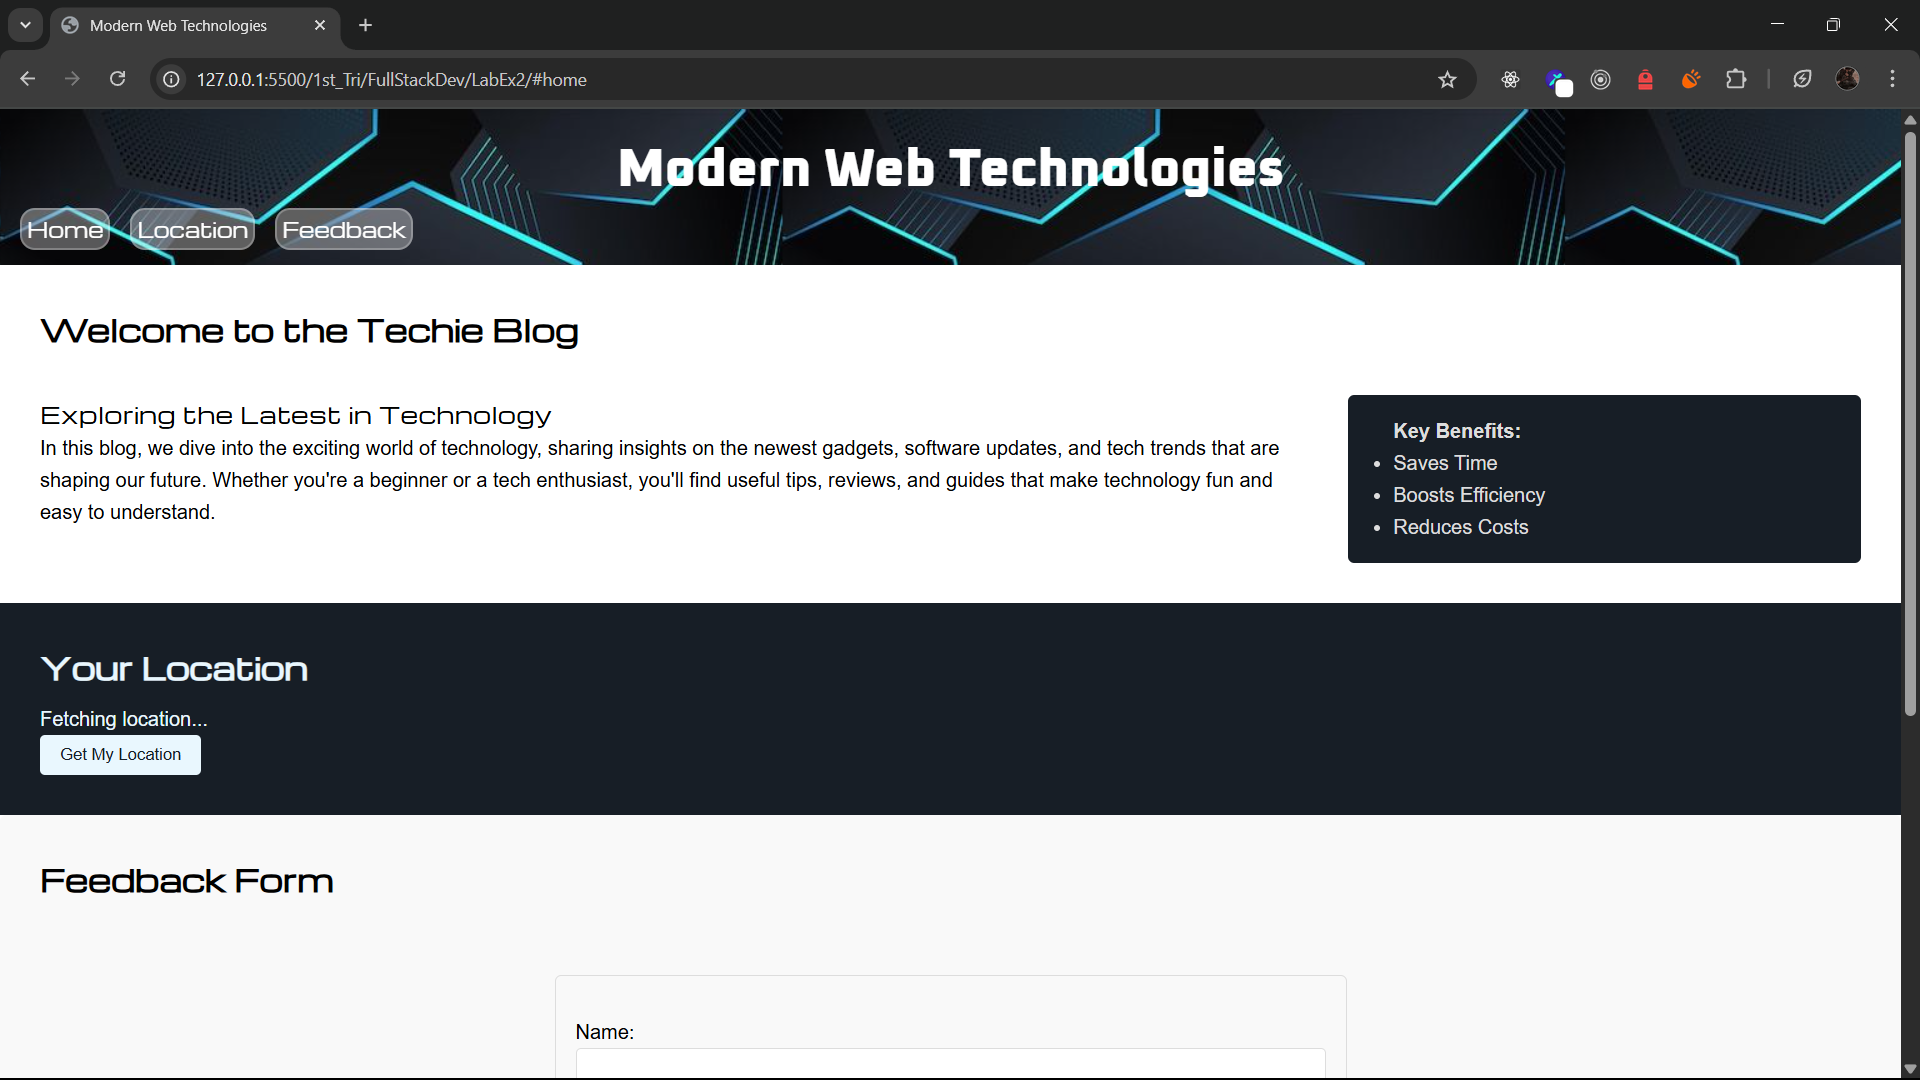 Modern Web Technologies
127.0.0.1:5500/1st_Tri/FullStackDev/LabEx2/#home
Modern Web Technologies
Home Location Feedback
Welcome to the Techie Blog
Exploring the Latest in Technology
In this blog, we dive into the exciting world of technology, sharing insights on the newest gadgets, software updates, and tech trends that are
shaping our future. Whether you're a beginner or a tech enthusiast, you'll find useful tips, reviews, and guides that make technology fun and
easy to understand.
Key Benefits:
• Saves Time
• Boosts Efficiency
• Reduces Costs
Your Location
Fetching location...
Get My Location
Feedback Form
Name: